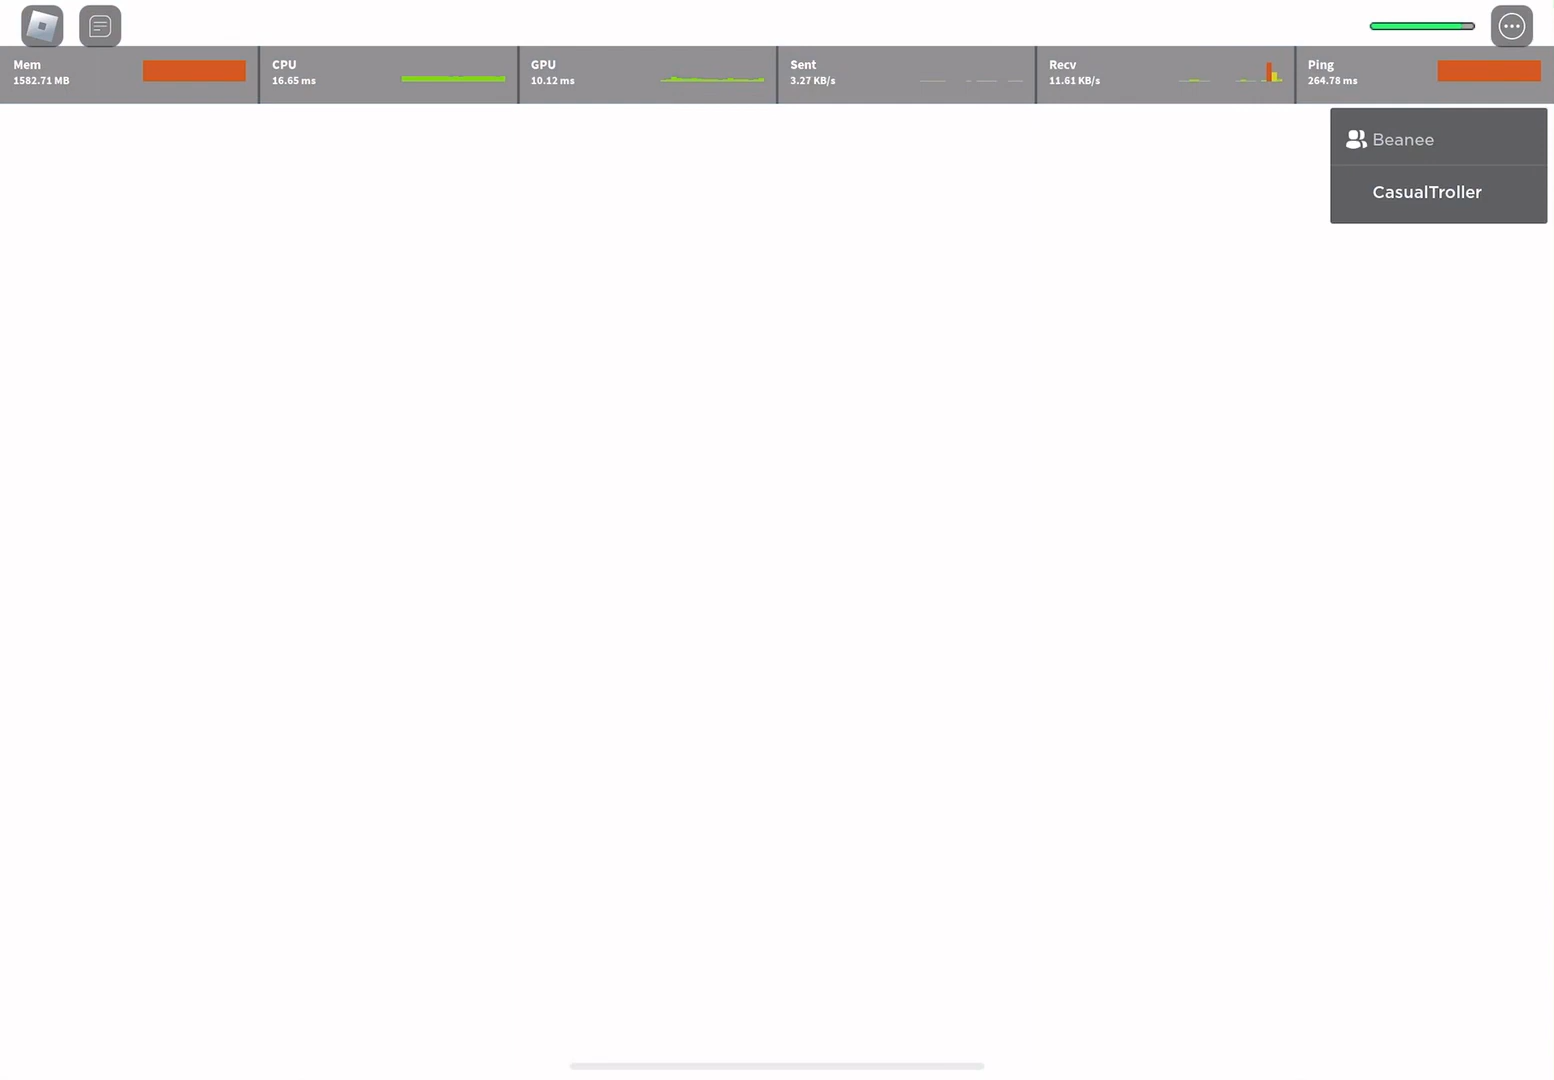 Mem
1582.71 MB
CPU
16.65 ms
GPU
10.12 ms
Sent
3.27 KB/s
Recv
11.61 KB/s
Ping
264.78 ms
Beanee
CasualTroller